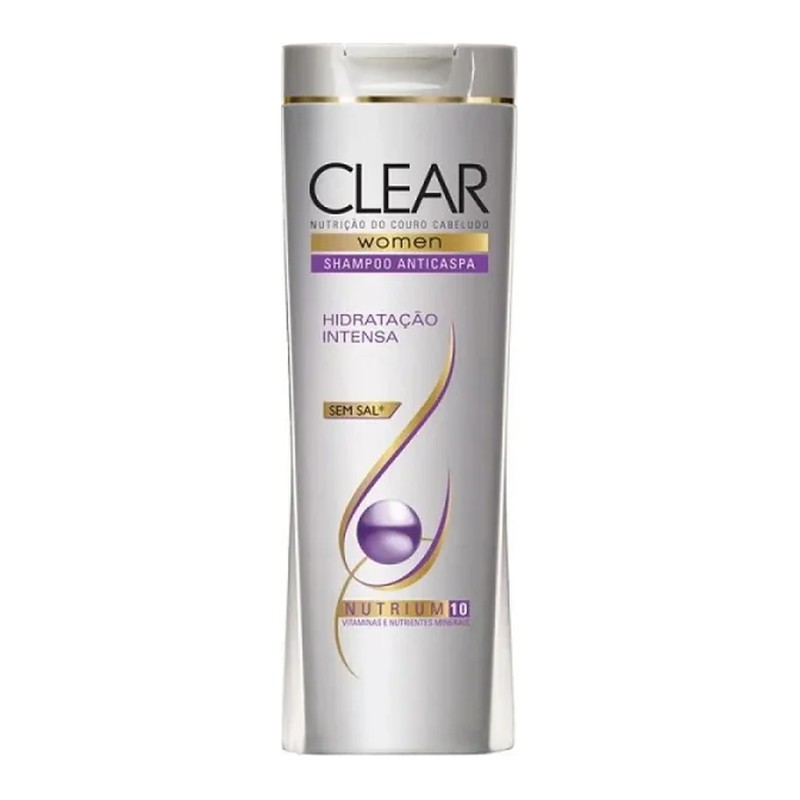 CLEAR
NUTRIÇÃO DO COURO CABELUDO
women
SHAMPOO ANTICASPA
HIDRATAÇÃO
INTENSA
SEM SAL*
NUTRIUM 10
VITAMINAS E NUTRIENTES MINERAIS